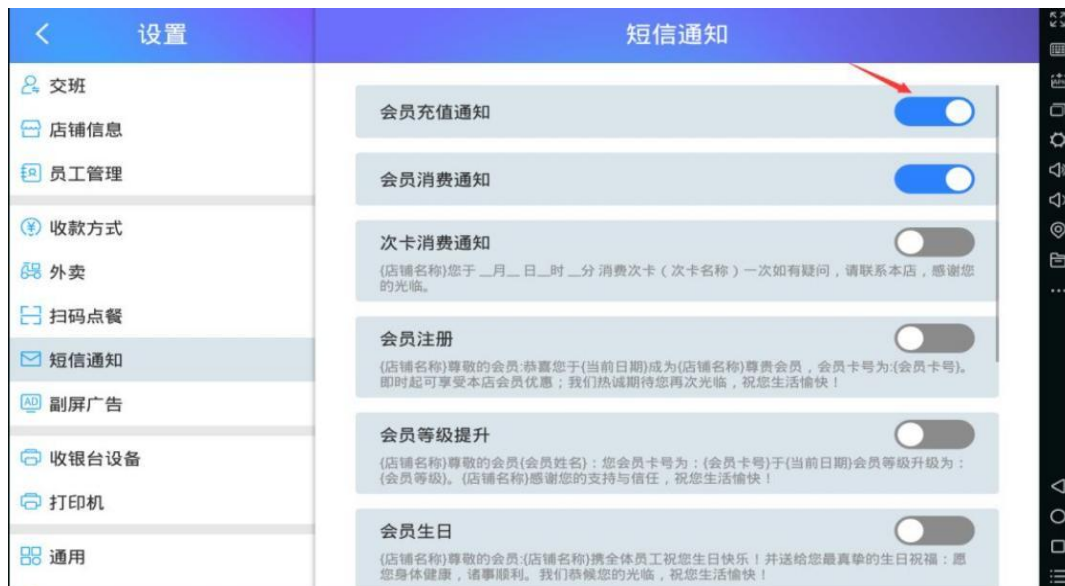 设置
交班
店铺信息
员工管理
收款方式
外卖
扫码点餐
短信通知
AD 副屏广告
收银台设备
打印机
通用
短信通知
会员充值通知
会员消费通知
次卡消费通知
{店铺名称}您于 __月__ 日__时 __分 消费次卡（次卡名称）一次如有疑问，请联系本店，感谢您
的光临。
会员注册
{店铺名称}尊敬的会员:恭喜您于{当前日期}成为{店铺名称}尊贵会员，会员卡号为:{会员卡号}。
即时起可享受本店会员优惠；我们热诚期待您再次光临，祝您生活愉快！
会员等级提升
{店铺名称}尊敬的会员{会员姓名}：您会员卡号为：{会员卡号}于{当前日期}会员等级升级为：
{会员等级}。{店铺名称}感谢您的支持与信任，祝您生活愉快！
会员生日
{店铺名称}尊敬的会员:{店铺名称}携全体员工祝您生日快乐！并送给您最真挚的生日祝福：愿
您身体健康，诸事顺利。我们恭候您的光临，祝您生活愉快！